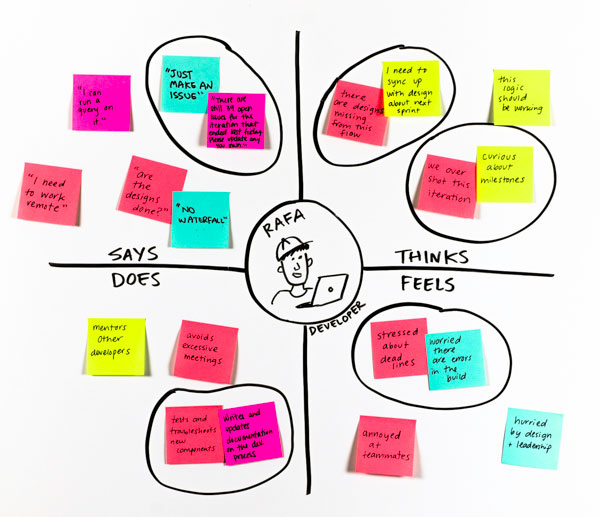 "I can
run a
query on
it"
"JUST
MAKE AN
ISSUE"
"There are
still 34 open
issues for the
iteration that
ended last Friday.
Please update any
you own."
"I need
to work
remote"
"are
the
designs
done?"
"NO
WATERFALL"
SAYS
there
are designs
missing
from this
flow
I need to
sync up
with design
about next
sprint
this
logic
should
be working
we over
shot this
iteration
curious
about
milestones
THINKS
RAFA
DEVELOPER
DOES
mentors
other
developers
avoids
excessive
meetings
tests and
troubleshoots
new
components
writes and
updates
documentation
on the dev
process
FEELS
stressed
about
dead
lines
worried
there
are errors
in the
build
annoyed
at
teammates
hurried
by design
+ leadership